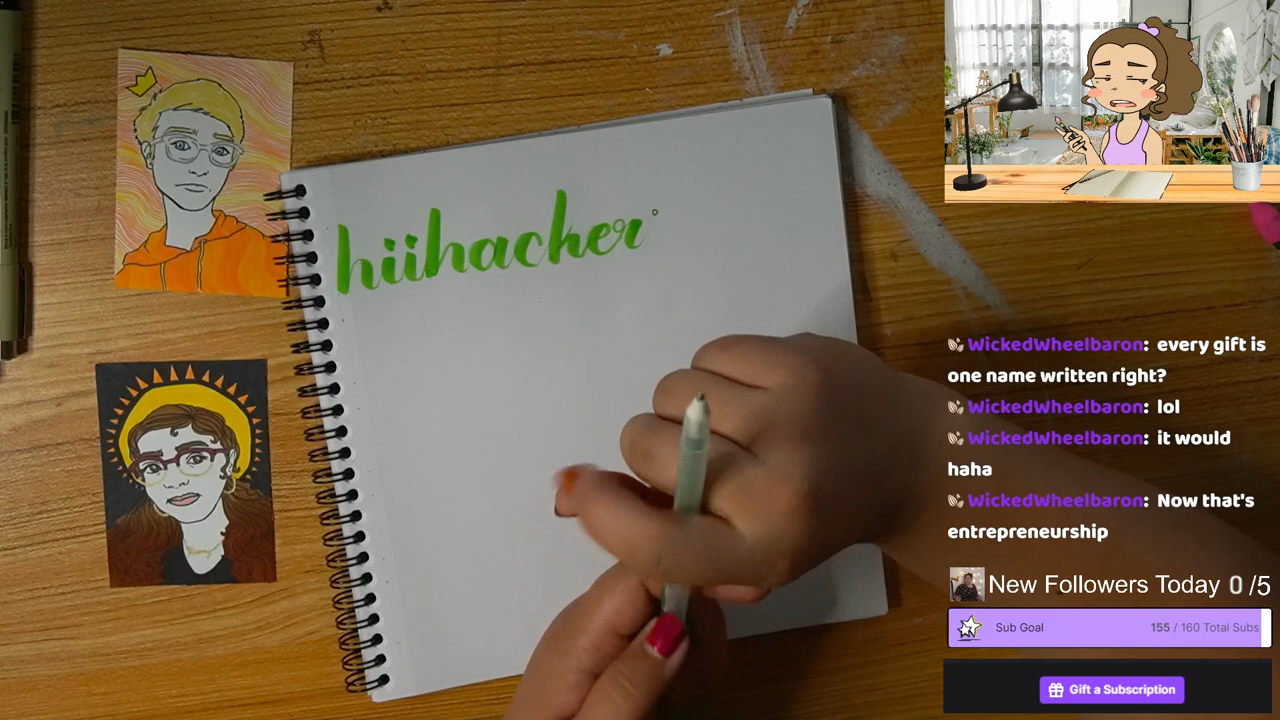 hiihacker
WickedWheelbaron: every gift is
one name written right?
WickedWheelbaron: lol
WickedWheelbaron: it would
haha
WickedWheelbaron: Now that's
entrepreneurship
New Followers Today 0 /5
Sub Goal 155 / 160 Total Subs
Gift a Subscription